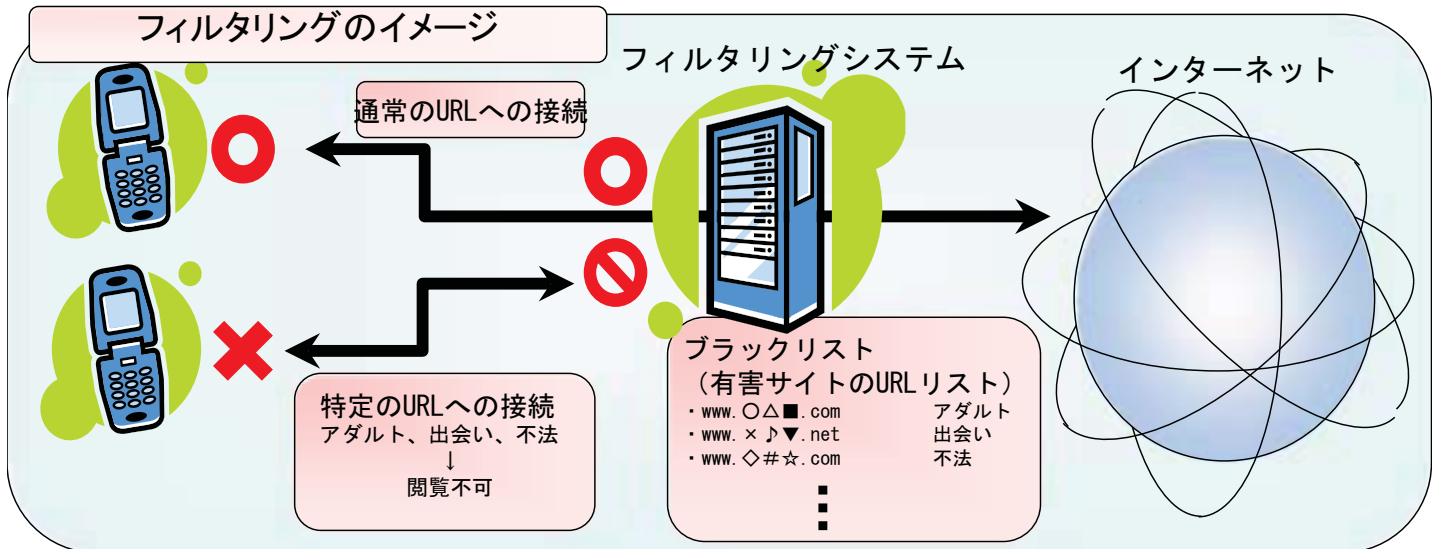 フィルタリングのイメージ
フィルタリングシステム
インターネット
通常のURLへの接続
特定のURLへの接続
アダルト、出会い、不法
↓
閲覧不可
ブラックリスト
（有害サイトのURLリスト）
・www.○△■.com アダルト
・www.×♪▼.net 出会い
・www.◇＃☆.com 不法